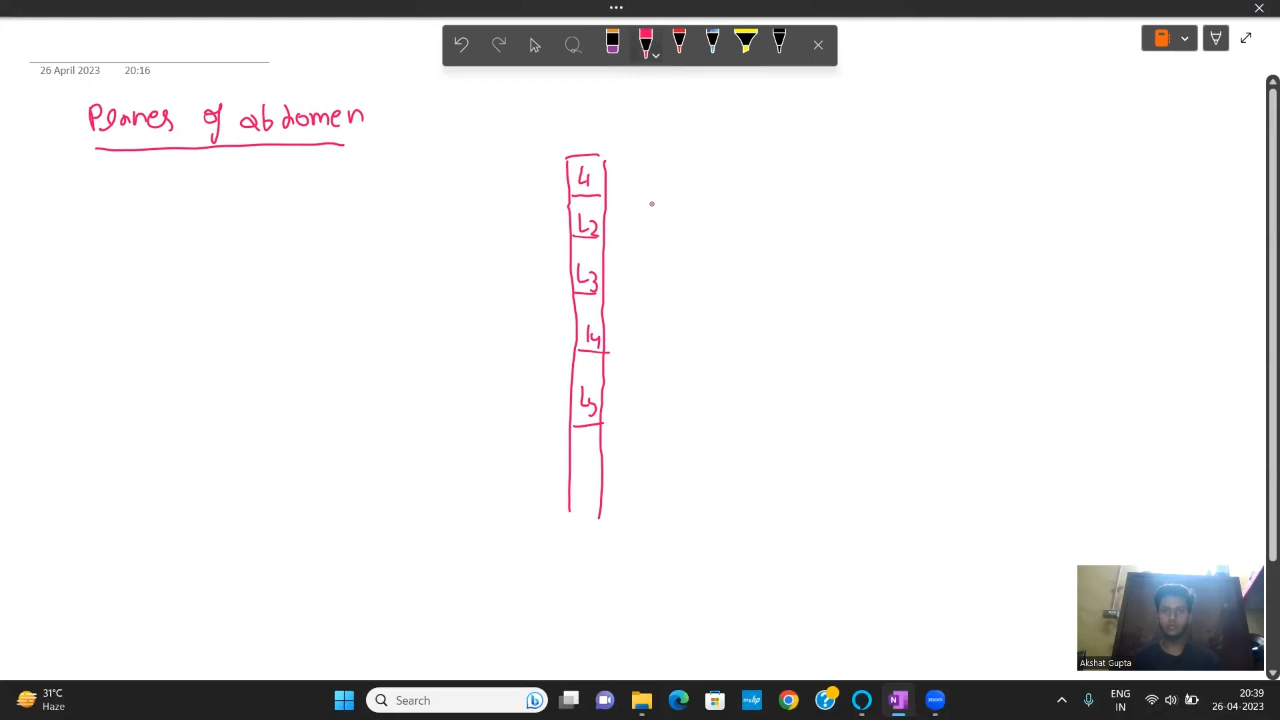 26 April 2023 20:16
Planes of abdomen
L1
L2
L3
L4
L5
Akshat Gupta
31°C
Haze
Search
ENG
IN
20:39
26-04-2023
zoom